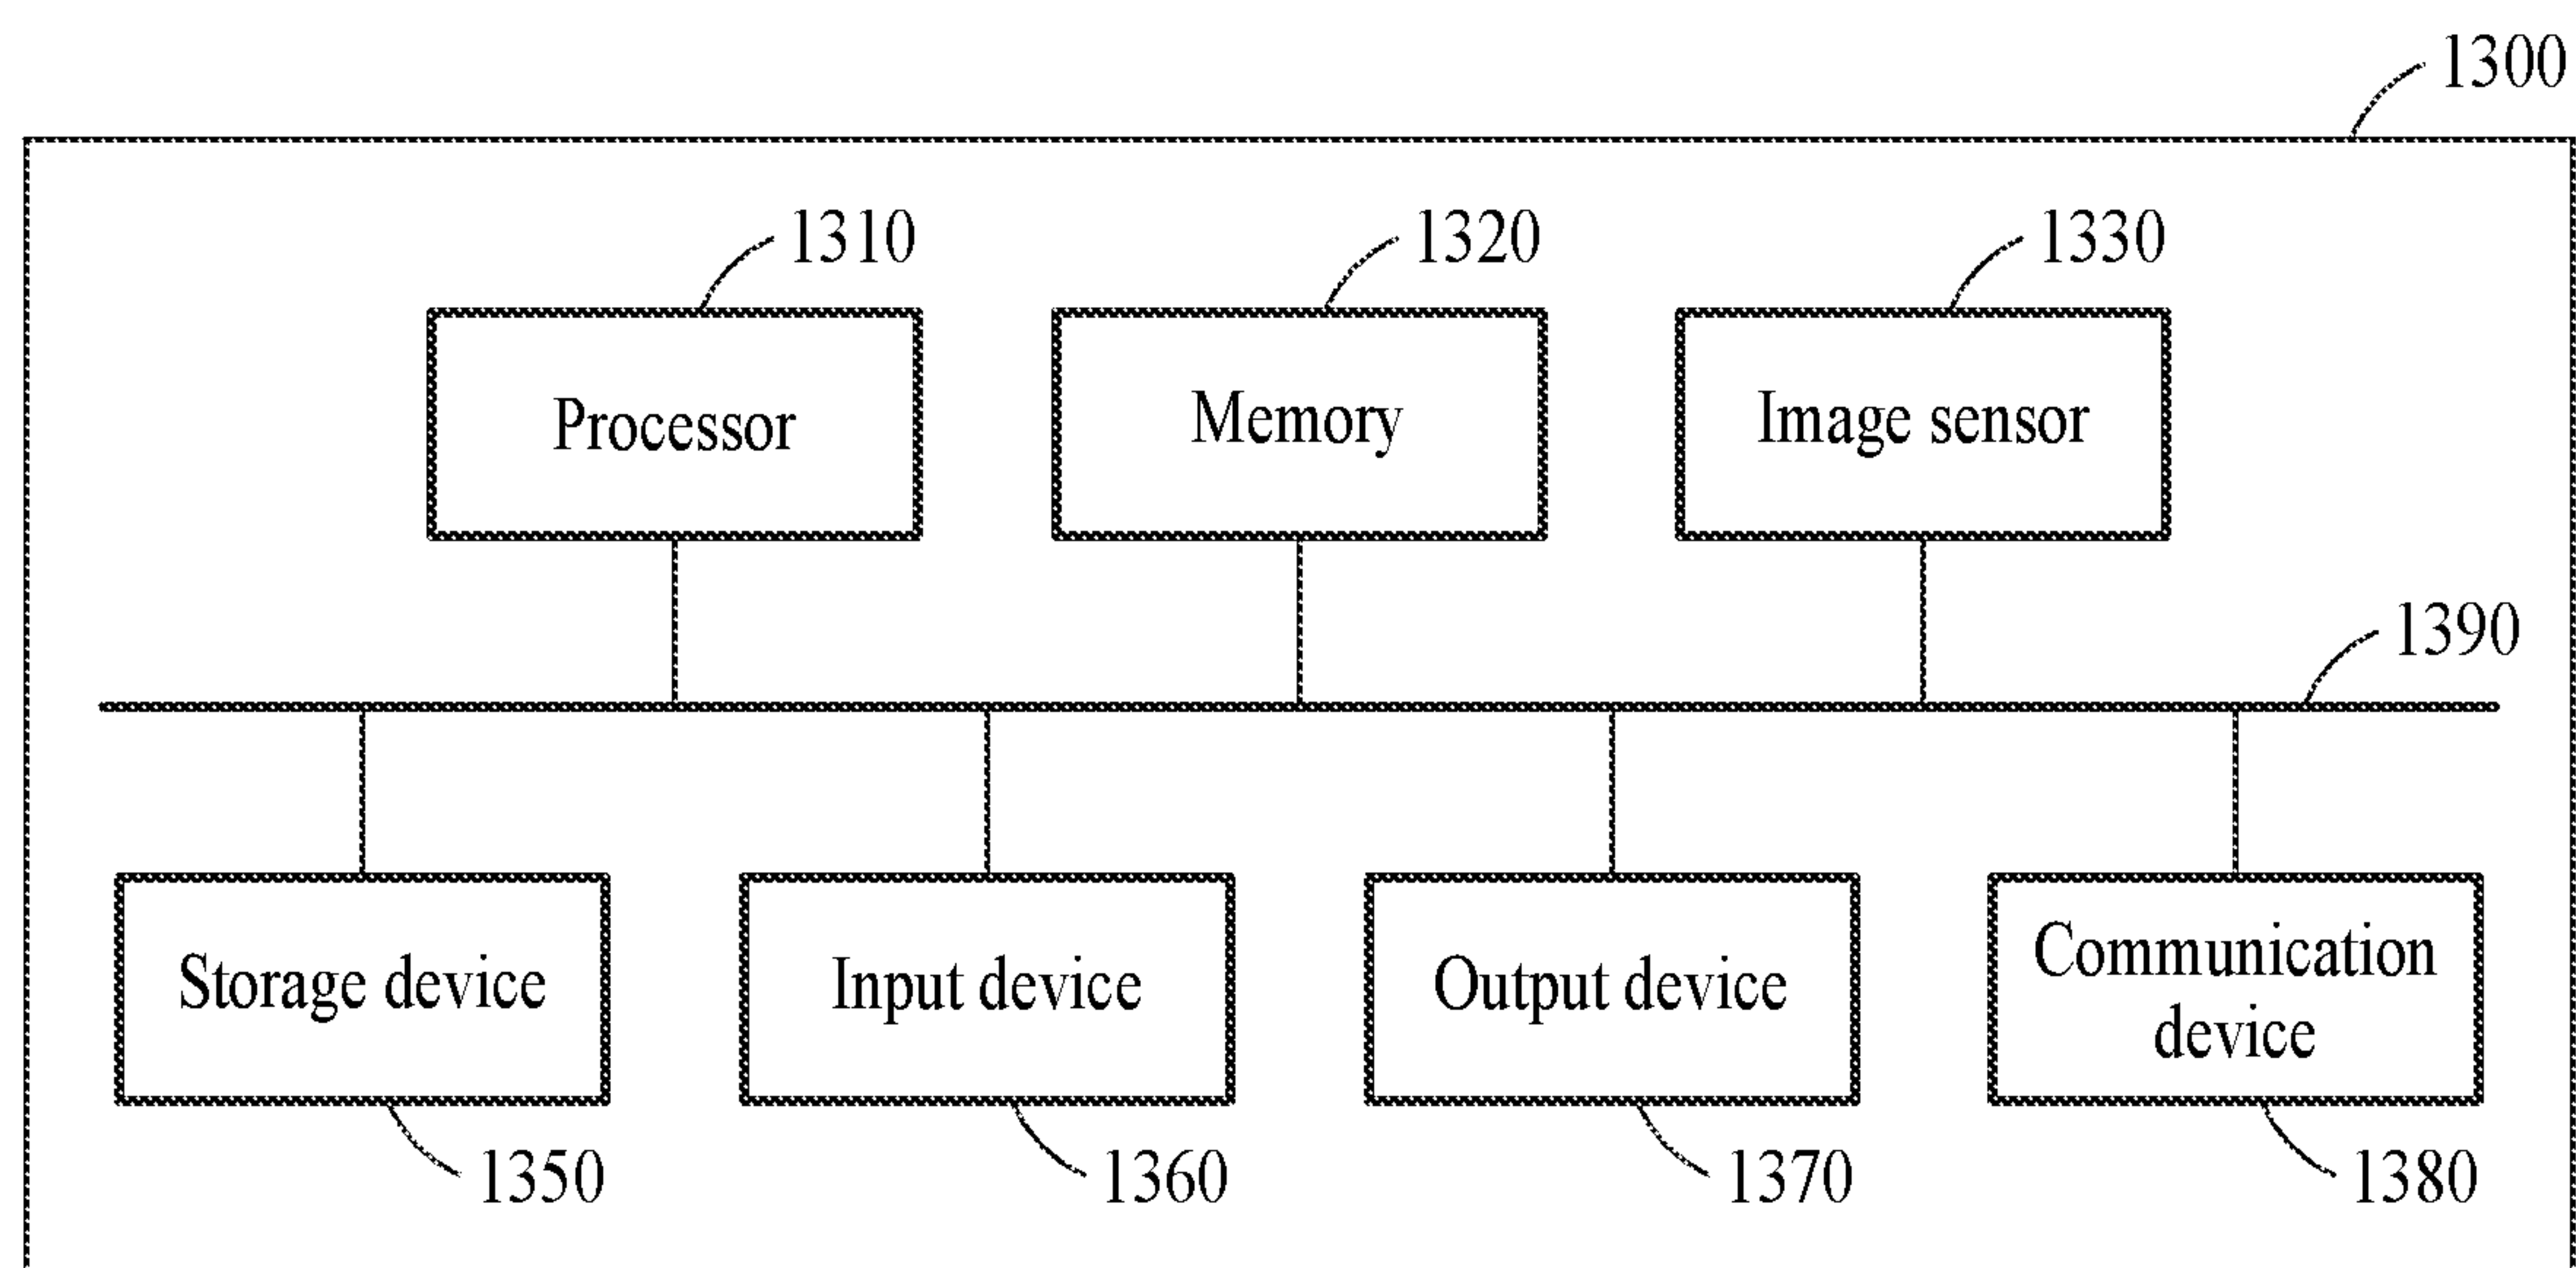 1300
1310
1320
1330
Processor
Memory
Image sensor
1390
Storage device
Input device
Output device
Communication
device
1350
1360
1370
1380